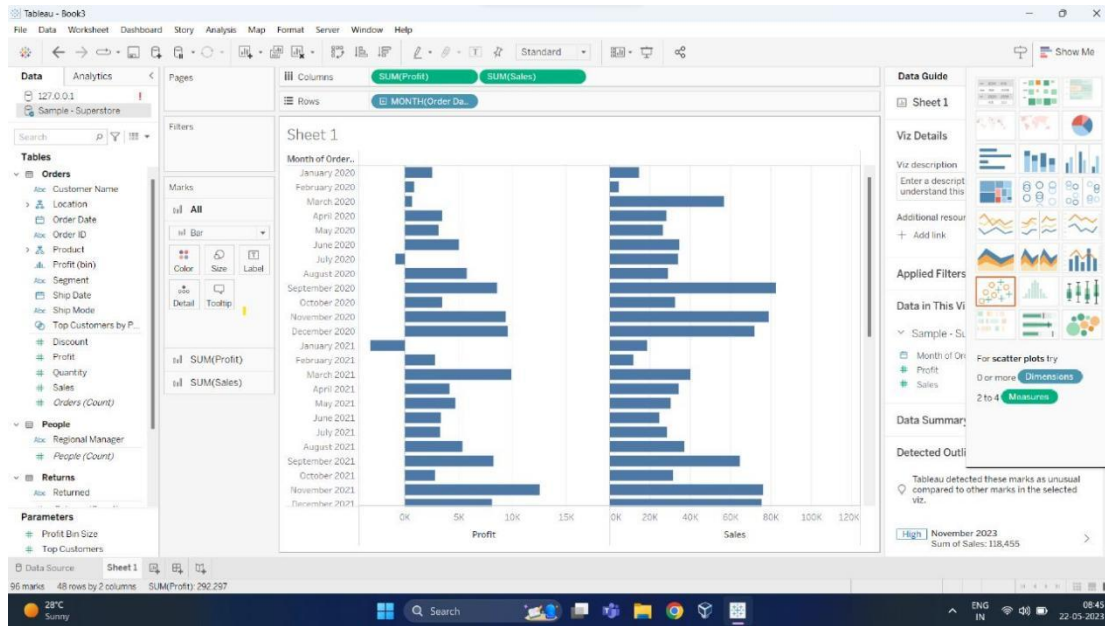 Tableau - Book3
File Data Worksheet Dashboard Story Analysis Map Format Server Window Help
Standard
Show Me
Data Analytics
127.0.0.1 !
Sample - Superstore
Search
Tables
Orders
Abc Customer Name
Location
Order Date
Abc Order ID
Product
Profit (bin)
Abc Segment
Ship Date
Abc Ship Mode
Top Customers by P...
# Discount
# Profit
# Quantity
# Sales
# Orders (Count)
People
Abc Regional Manager
# People (Count)
Returns
Abc Returned
Parameters
# Profit Bin Size
# Top Customers
Pages
Filters
Marks
All
Bar
Color Size Label
Detail Tooltip
SUM(Profit)
SUM(Sales)
Columns SUM(Profit) SUM(Sales)
Rows MONTH(Order Da..
Sheet 1
Month of Order..
January 2020
February 2020
March 2020
April 2020
May 2020
June 2020
July 2020
August 2020
September 2020
October 2020
November 2020
December 2020
January 2021
February 2021
March 2021
April 2021
May 2021
June 2021
July 2021
August 2021
September 2021
October 2021
November 2021
December 2021
0K 5K 10K 15K 0K 20K 40K 60K 80K 100K 120K
Profit Sales
Data Guide
Sheet 1
Viz Details
Viz description
Enter a descript
understand this
Additional resour
+ Add link
Applied Filters
Data in This Vi
Sample - Su
Month of Or
# Profit
# Sales
Data Summary
Detected Outli
Tableau detected these marks as unusual
compared to other marks in the selected
viz.
High November 2023
Sum of Sales: 118,455
For scatter plots try
0 or more Dimensions
2 to 4 Measures
Data Source Sheet 1
96 marks 48 rows by 2 columns SUM(Profit): 292,297
28°C
Sunny
Search
ENG
IN
08:45
22-05-2023